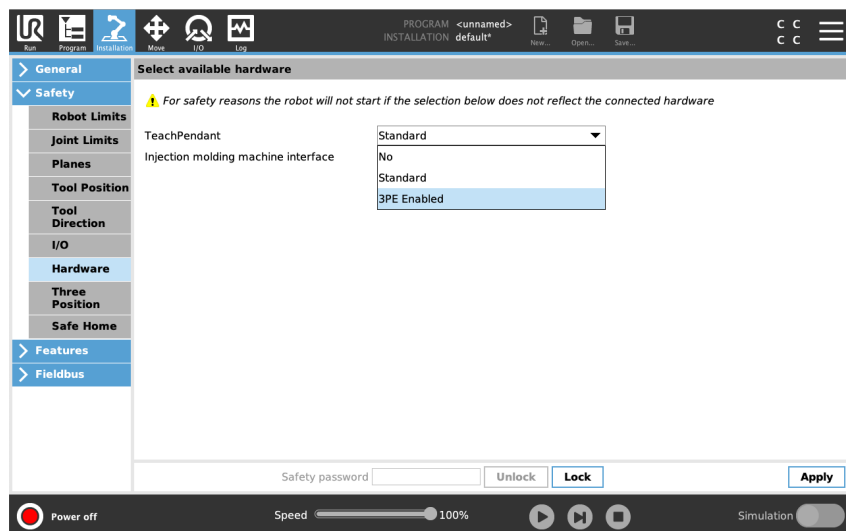 UR
PROGRAM <unnamed>
INSTALLATION default*
C C
C C
Run Program Installation Move I/O Log New... Open... Save...
General
Safety
Robot Limits
Joint Limits
Planes
Tool Position
Tool
Direction
I/O
Hardware
Three
Position
Safe Home
Features
Fieldbus
Select available hardware
For safety reasons the robot will not start if the selection below does not reflect the connected hardware
TeachPendant Standard
Injection molding machine interface
No
Standard
3PE Enabled
Safety password Unlock Lock Apply
Power off Speed 100% Simulation